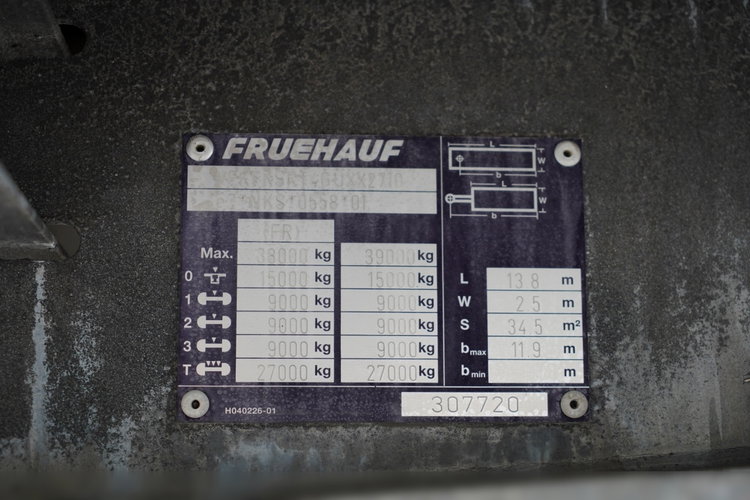 FRUEHAUF
L
W
b
L
W
b
(FR)
Max. 38000 kg 39000 kg
0 15000 kg 15000 kg
1 9000 kg 9000 kg
2 9000 kg 9000 kg
3 9000 kg 9000 kg
T 27000 kg 27000 kg
L 13 8 m
W 2 5 m
S 34 5 m²
bmax 11 9 m
bmin m
H040226-01
307720